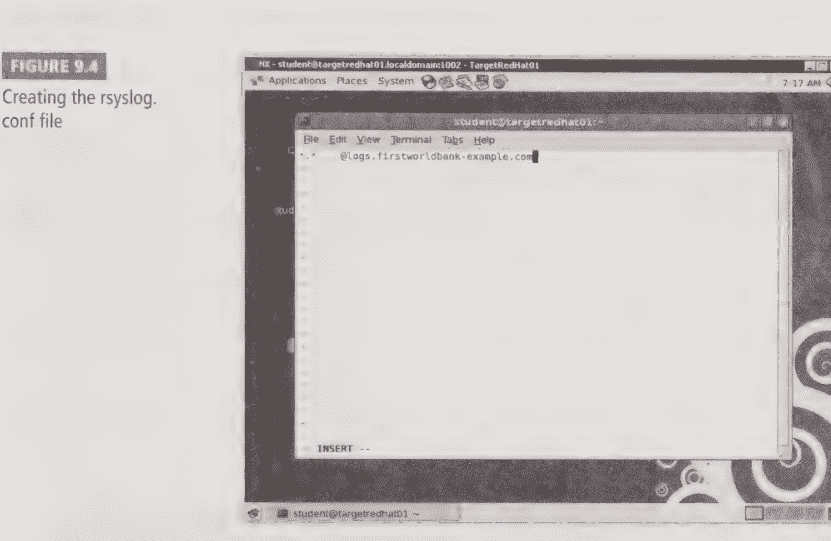 FIGURE 9.4
Creating the rsyslog.
conf file
NX - student@targetredhat01.localdomain:1002 - TargetRedHat01
Applications Places System
7:17 AM
student@targetredhat01:~
File Edit View Terminal Tabs Help
*.* @logs.firstworldbank-example.com
stud
-- INSERT --
student@targetredhat01:~